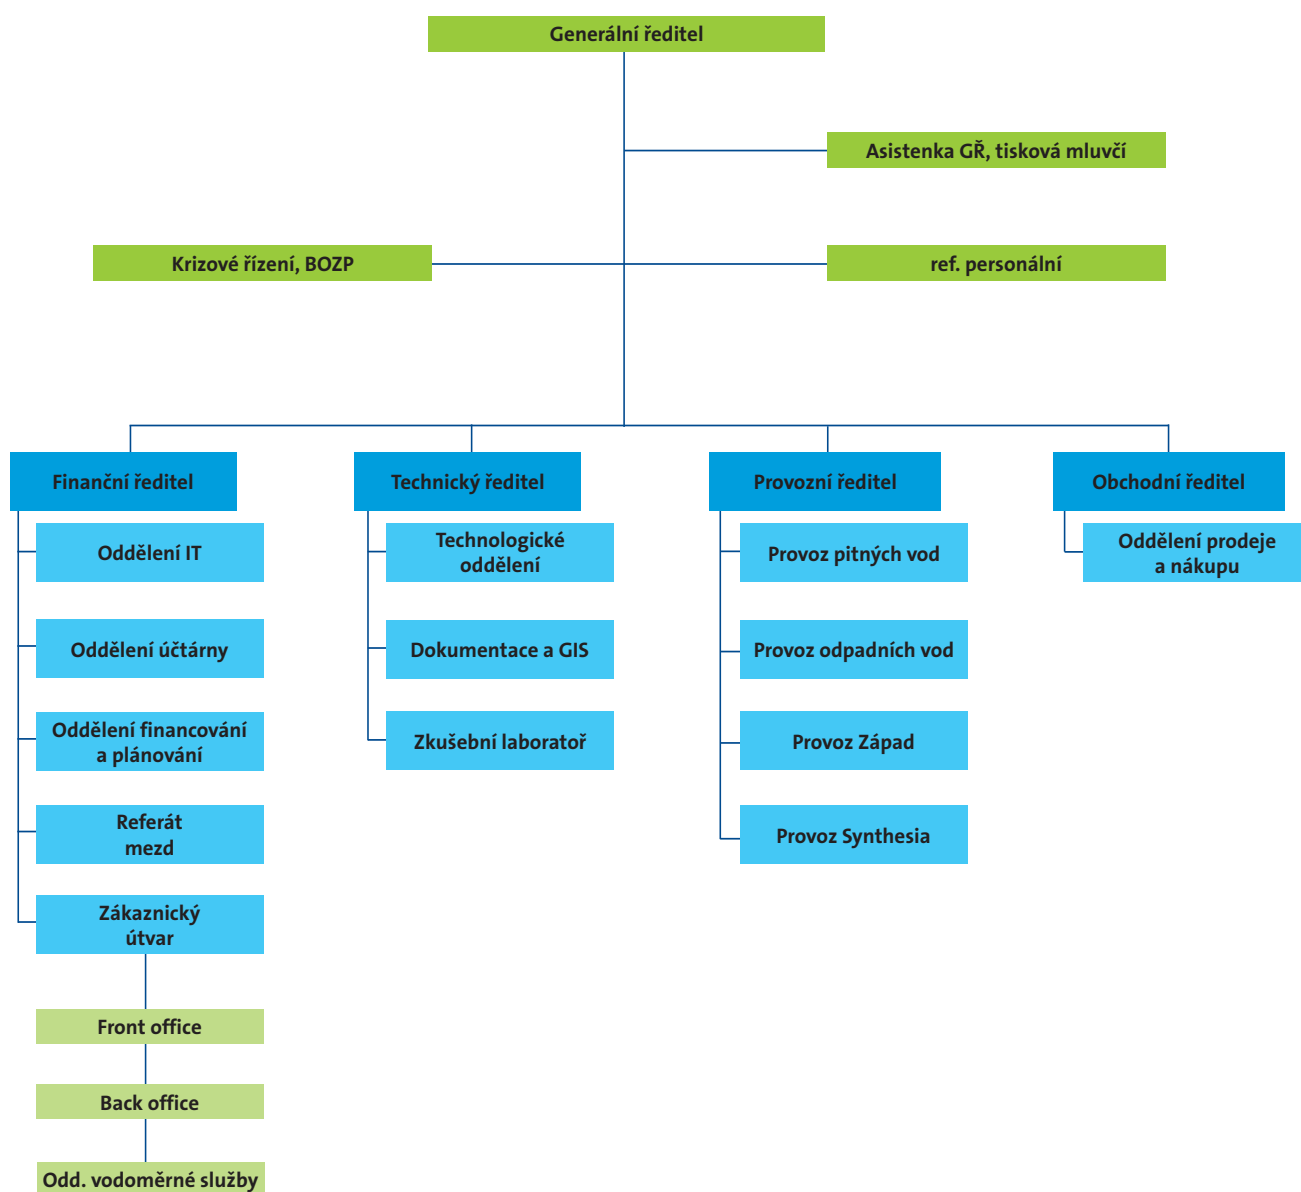 Generální ředitel
Asistenka GŘ, tisková mluvčí
Krizové řízení, BOZP
ref. personální
Finanční ředitel
Technický ředitel
Provozní ředitel
Obchodní ředitel
Oddělení IT
Oddělení účtárny
Oddělení financování
a plánování
Referát
mezd
Zákaznický
útvar
Front office
Back office
Odd. vodoměrné služby
Technologické
oddělení
Dokumentace a GIS
Zkušební laboratoř
Provoz pitných vod
Provoz odpadních vod
Provoz Západ
Provoz Synthesia
Oddělení prodeje
a nákupu